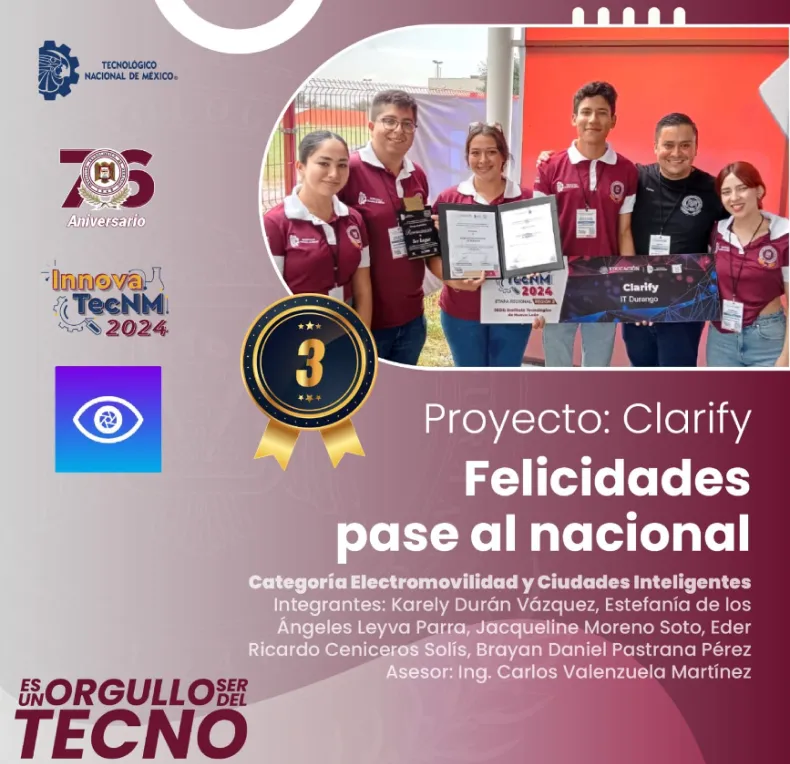 TECNOLÓGICO
NACIONAL DE MÉXICO®
76
Aniversario
Innova
TecNM
2024
3
TecNM
2024
ETAPA REGIONAL
Clarify
IT Durango
EDUCACIÓN
Proyecto: Clarify
Felicidades
pase al nacional
Categoría Electromovilidad y Ciudades Inteligentes
Integrantes: Karely Durán Vázquez, Estefanía de los
Ángeles Leyva Parra, Jacqueline Moreno Soto, Eder
Ricardo Ceniceros Solís, Brayan Daniel Pastrana Pérez
Asesor: Ing. Carlos Valenzuela Martínez
ES UN ORGULLO SER DEL
TECNO